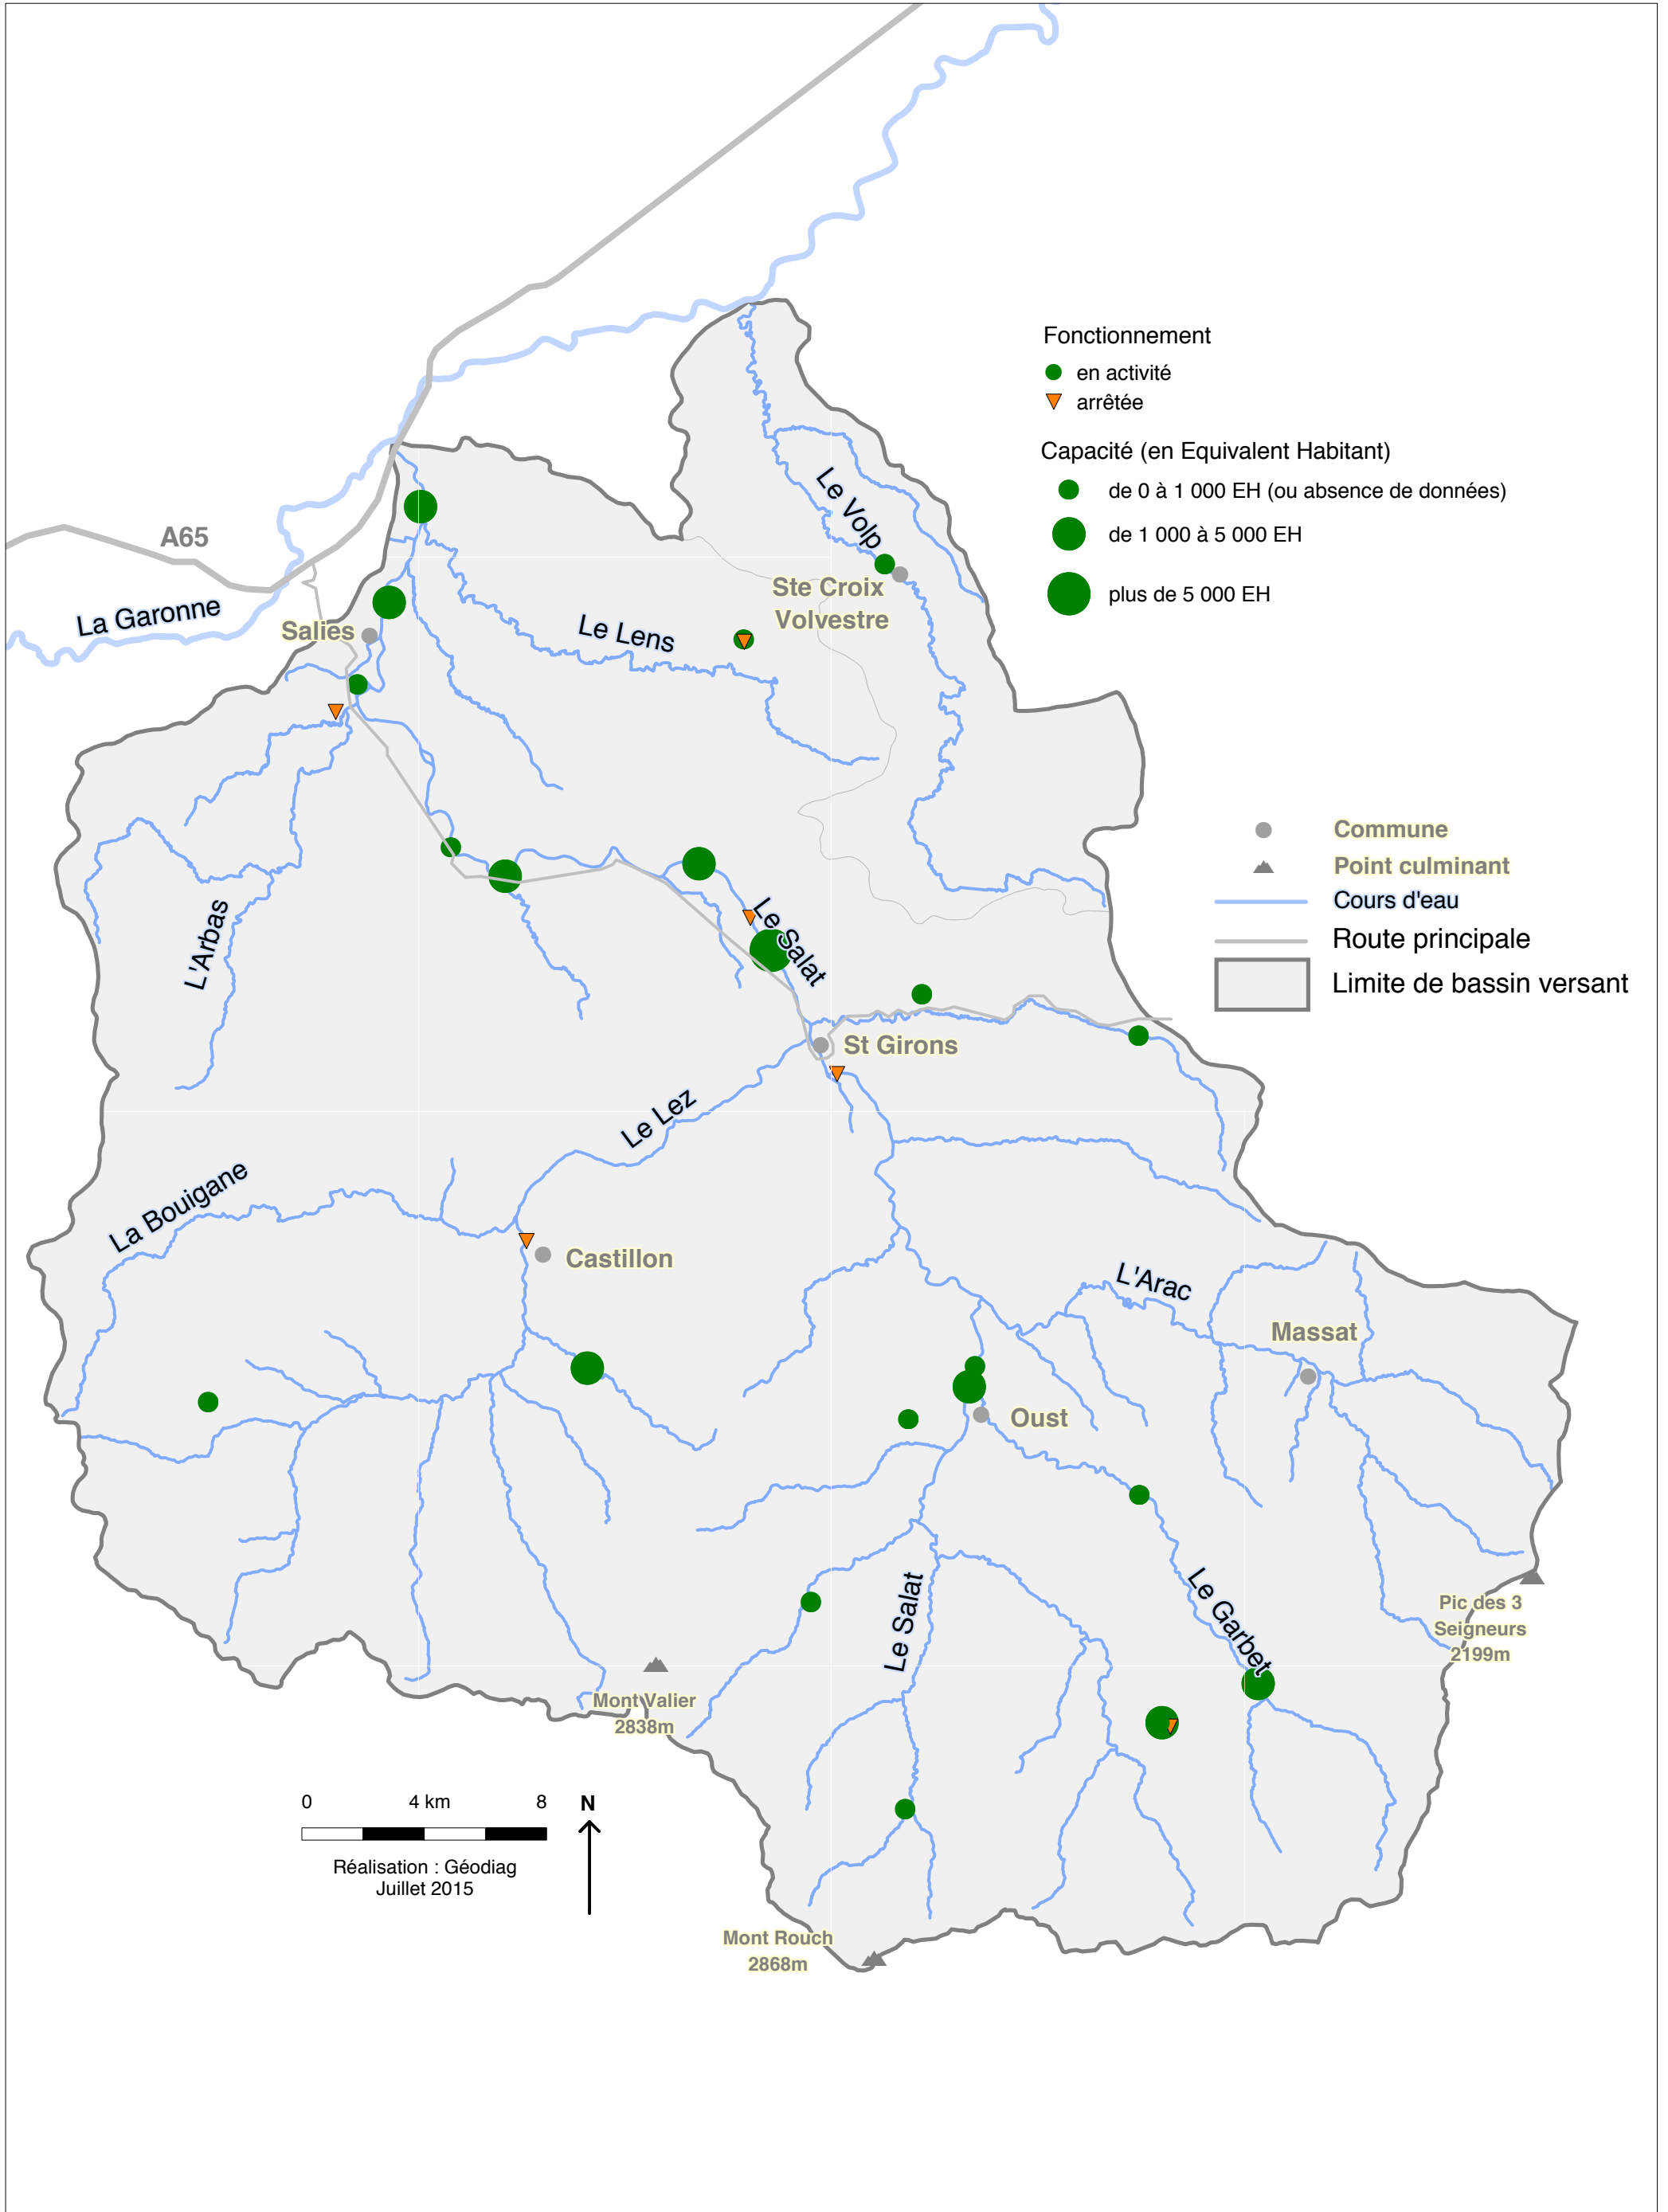 Fonctionnement
en activité
arrêtée
Capacité (en Equivalent Habitant)
de 0 à 1 000 EH (ou absence de données)
de 1 000 à 5 000 EH
plus de 5 000 EH
Le Volp
A65
Ste Croix
Volvestre
La Garonne
Salies
Le Lens
Commune
Point culminant
Cours d'eau
Route principale
Limite de bassin versant
L'Arbas
Le Salat
St Girons
Le Lez
La Bouigane
Castillon
L'Arac
Massat
Oust
Le Salat
Le Garbet
Pic des 3
Seigneurs
2199m
Mont Valier
2838m
0 4 km 8
N
Réalisation : Géodiag
Juillet 2015
Mont Rouch
2868m